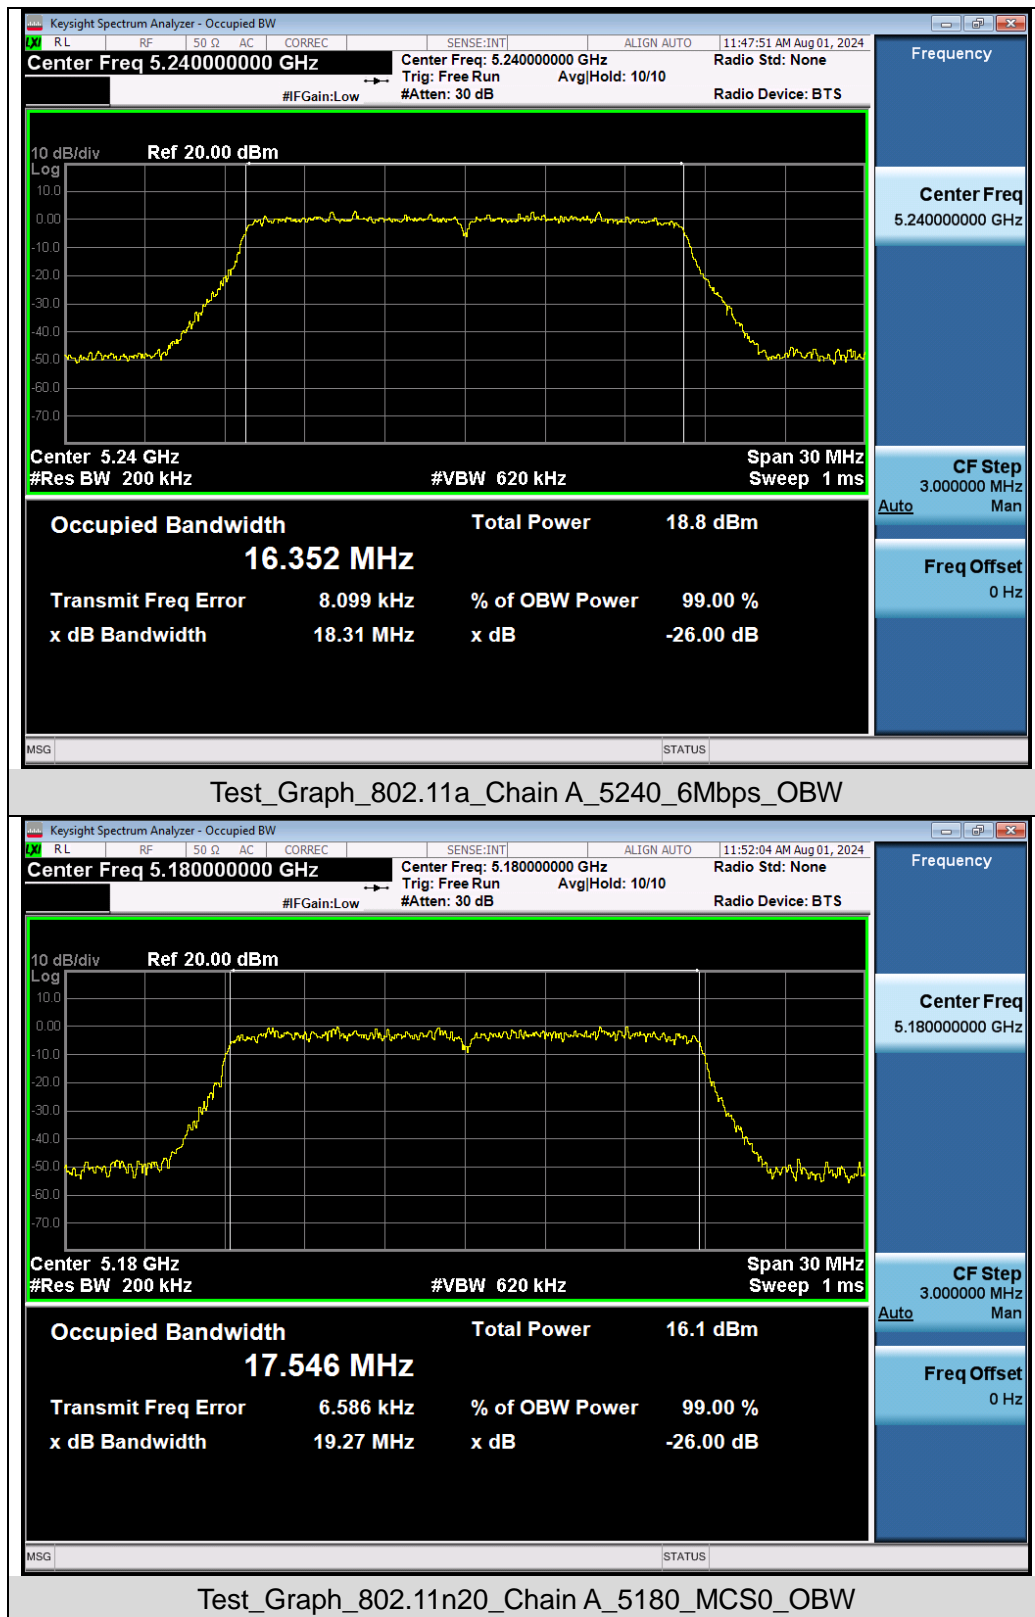 Keysight Spectrum Analyzer - Occupied BW
LXI RL RF 50 Ω AC CORREC SENSE:INT ALIGN AUTO 11:47:51 AM Aug 01, 2024
Center Freq 5.240000000 GHz Center Freq: 5.240000000 GHz Radio Std: None
Trig: Free Run Avg|Hold: 10/10
#IFGain:Low #Atten: 30 dB Radio Device: BTS
10 dB/div Ref 20.00 dBm
Log
10.0
0.00
-10.0
-20.0
-30.0
-40.0
-50.0
-60.0
-70.0
Center 5.24 GHz Span 30 MHz
#Res BW 200 kHz #VBW 620 kHz Sweep 1 ms
Occupied Bandwidth Total Power 18.8 dBm
16.352 MHz
Transmit Freq Error 8.099 kHz % of OBW Power 99.00 %
x dB Bandwidth 18.31 MHz x dB -26.00 dB
MSG STATUS
Frequency
Center Freq
5.240000000 GHz
CF Step
3.000000 MHz
Auto Man
Freq Offset
0 Hz
Test_Graph_802.11a_Chain A_5240_6Mbps_OBW
Keysight Spectrum Analyzer - Occupied BW
LXI RL RF 50 Ω AC CORREC SENSE:INT ALIGN AUTO 11:52:04 AM Aug 01, 2024
Center Freq 5.180000000 GHz Center Freq: 5.180000000 GHz Radio Std: None
Trig: Free Run Avg|Hold: 10/10
#IFGain:Low #Atten: 30 dB Radio Device: BTS
10 dB/div Ref 20.00 dBm
Log
10.0
0.00
-10.0
-20.0
-30.0
-40.0
-50.0
-60.0
-70.0
Center 5.18 GHz Span 30 MHz
#Res BW 200 kHz #VBW 620 kHz Sweep 1 ms
Occupied Bandwidth Total Power 16.1 dBm
17.546 MHz
Transmit Freq Error 6.586 kHz % of OBW Power 99.00 %
x dB Bandwidth 19.27 MHz x dB -26.00 dB
MSG STATUS
Frequency
Center Freq
5.180000000 GHz
CF Step
3.000000 MHz
Auto Man
Freq Offset
0 Hz
Test_Graph_802.11n20_Chain A_5180_MCS0_OBW